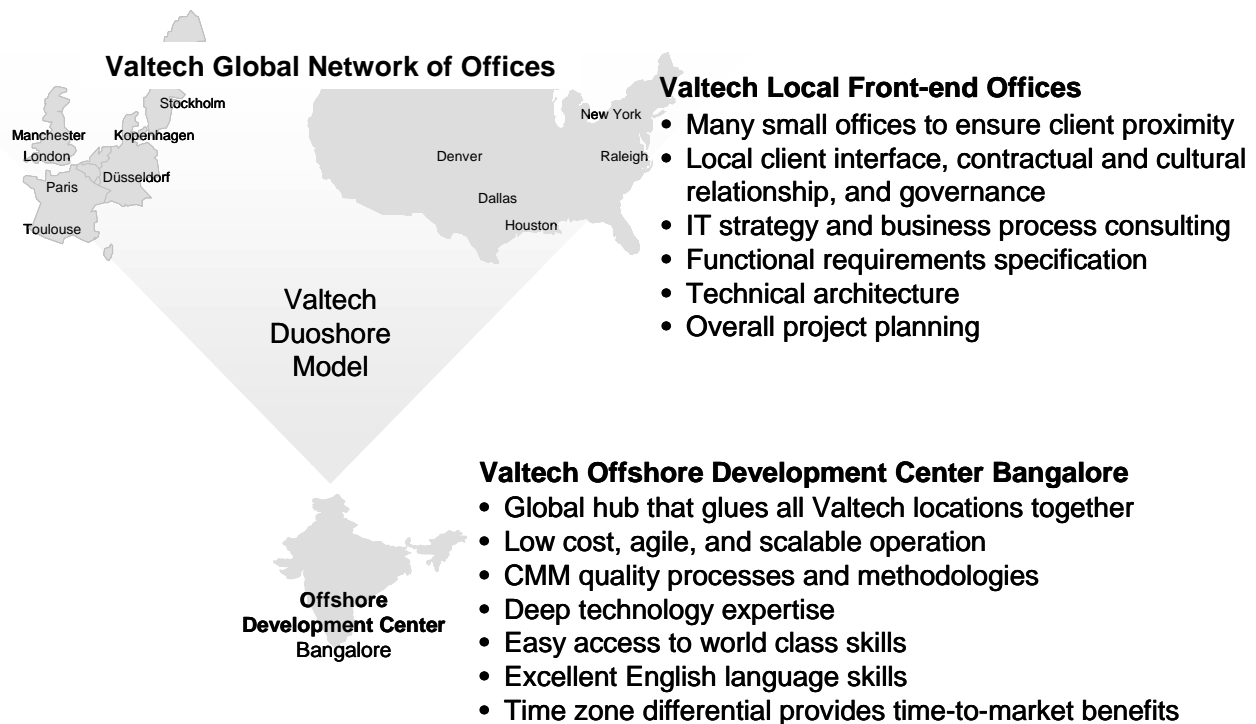 Valtech Global Network of Offices
Stockholm
Manchester
Kopenhagen
London
Düsseldorf
Paris
Toulouse
New York
Denver
Raleigh
Dallas
Houston
Valtech
Duoshore
Model
Valtech Local Front-end Offices
• Many small offices to ensure client proximity
• Local client interface, contractual and cultural
relationship, and governance
• IT strategy and business process consulting
• Functional requirements specification
• Technical architecture
• Overall project planning
Offshore
Development Center
Bangalore
Valtech Offshore Development Center Bangalore
• Global hub that glues all Valtech locations together
• Low cost, agile, and scalable operation
• CMM quality processes and methodologies
• Deep technology expertise
• Easy access to world class skills
• Excellent English language skills
• Time zone differential provides time-to-market benefits